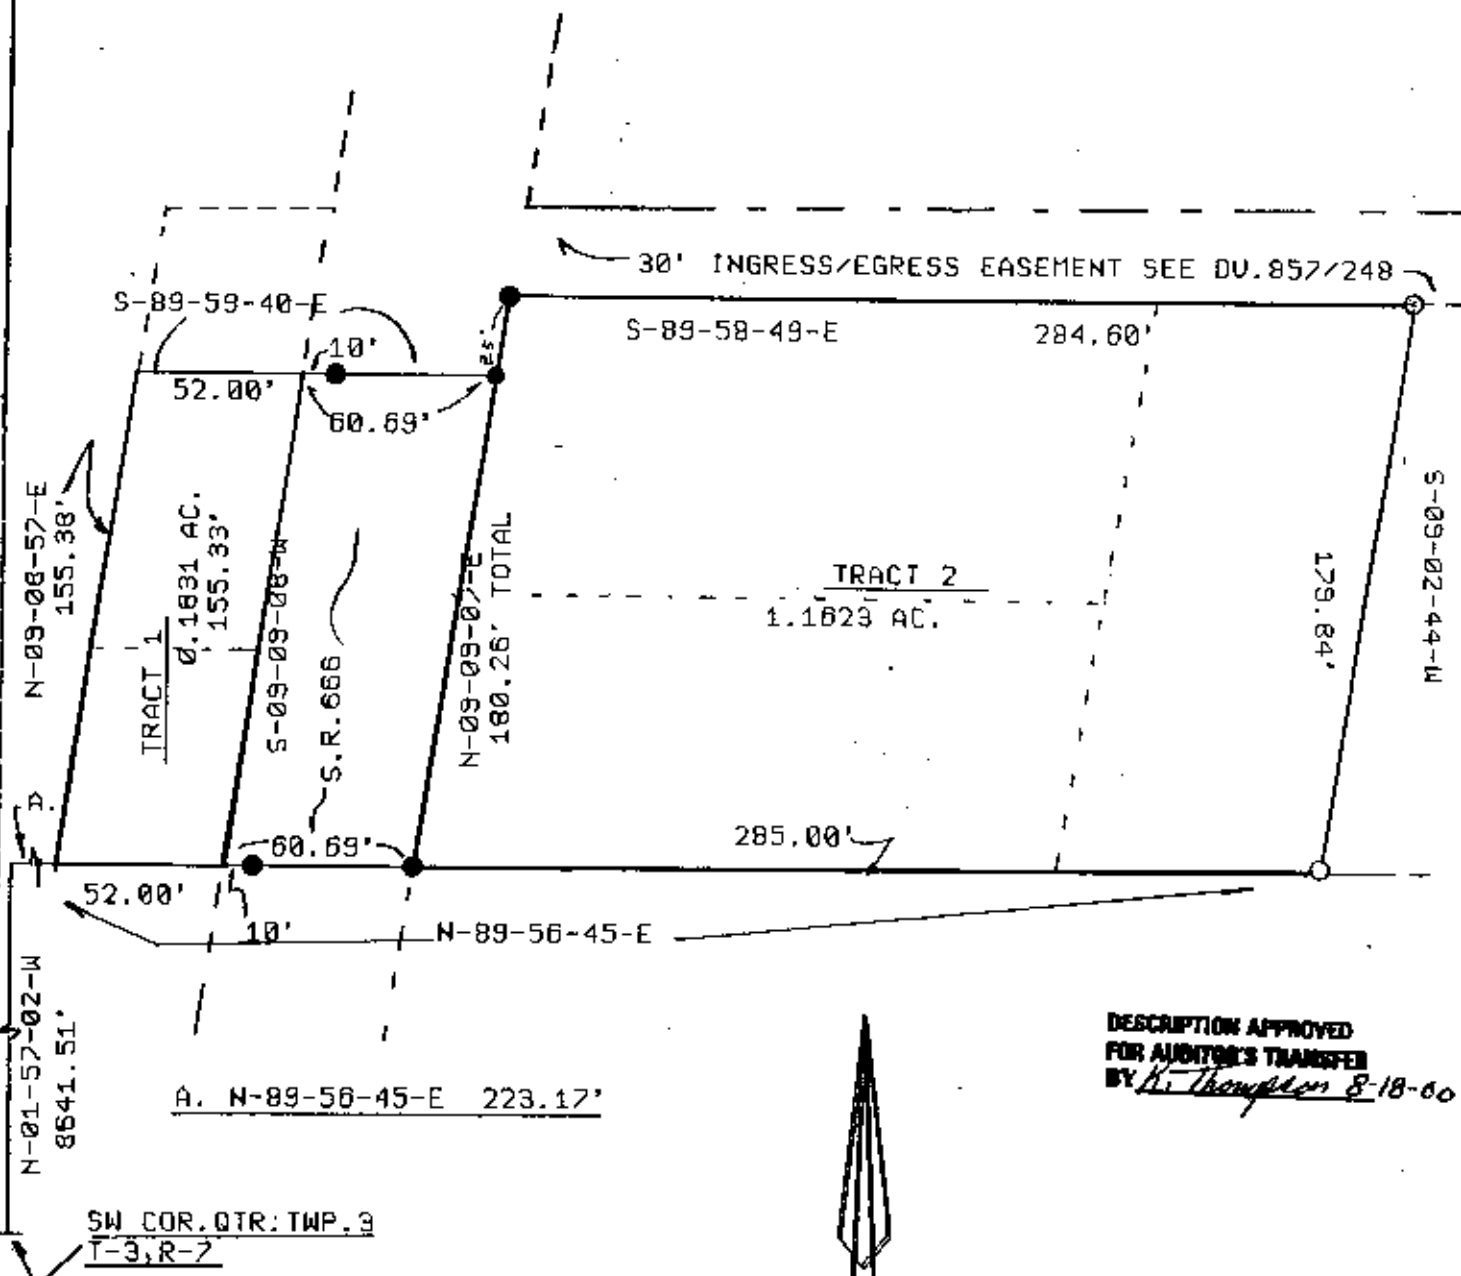 30' INGRESS/EGRESS EASEMENT SEE DV.857/248
S-89-59-40-E
S-89-58-49-E
284.60'
10'
25'
52.00'
60.69'
N-09-08-57-E
155.38'
TRACT 1
0.1831 AC.
155.33'
S-09-09-08-W
S.R.666
N-09-09-07-E
180.26' TOTAL
TRACT 2
1.1623 AC.
179.84'
S-09-02-44-W
60.69'
285.00'
52.00'
10'
N-89-56-45-E
N-01-57-02-W
8641.51'
A. N-89-56-45-E 223.17'
DESCRIPTION APPROVED
FOR AUDITOR'S TRANSFER
BY K. Thompson 8-18-00
SW COR.QTR.TWP.3
T-3,R-7